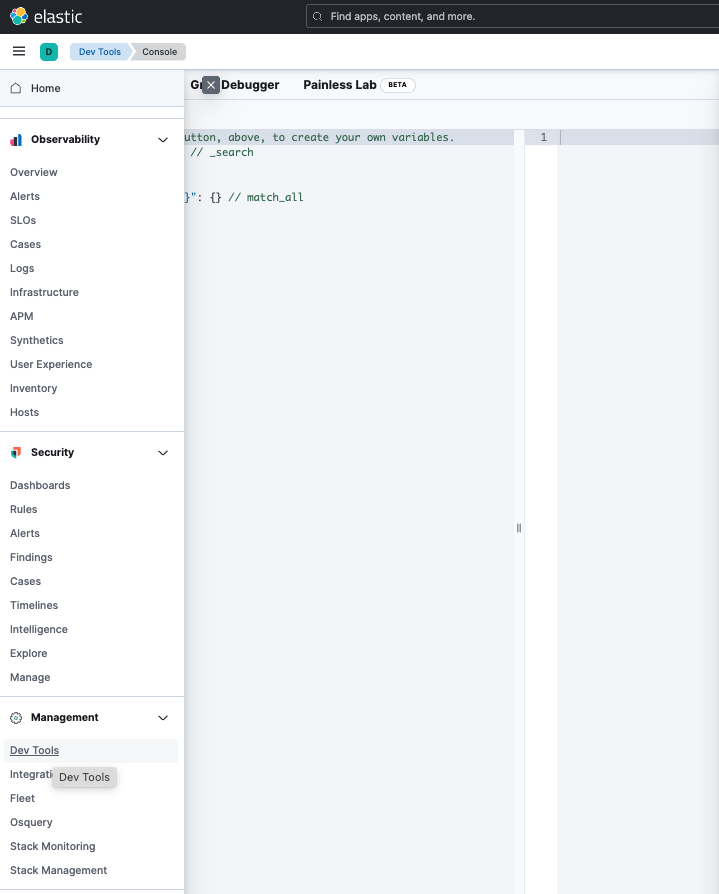 elastic
Find apps, content, and more.
D
Dev Tools
Console
Home
Debugger
Painless Lab
BETA
Observability
utton, above, to create your own variables.
1
// _search
Overview
Alerts
}": {} // match_all
SLOs
Cases
Logs
Infrastructure
APM
Synthetics
User Experience
Inventory
Hosts
Security
Dashboards
Rules
Alerts
Findings
Cases
Timelines
Intelligence
Explore
Manage
Management
Dev Tools
Integrati
Dev Tools
Fleet
Osquery
Stack Monitoring
Stack Management